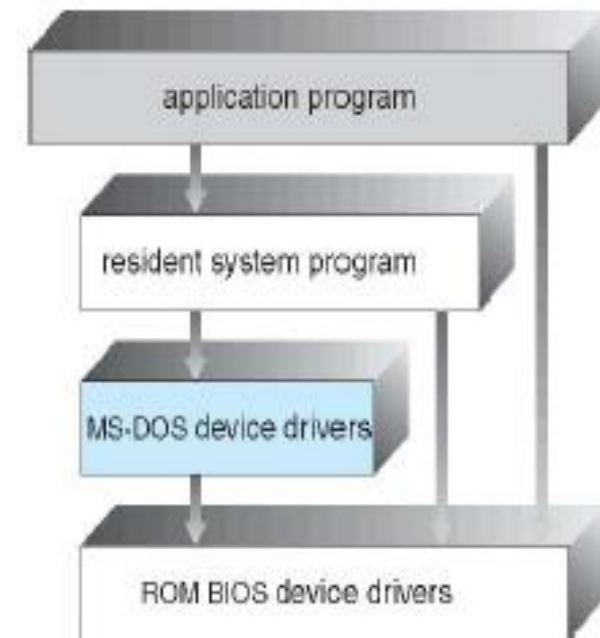 application program
resident system program
MS-DOS device drivers
ROM BIOS device drivers